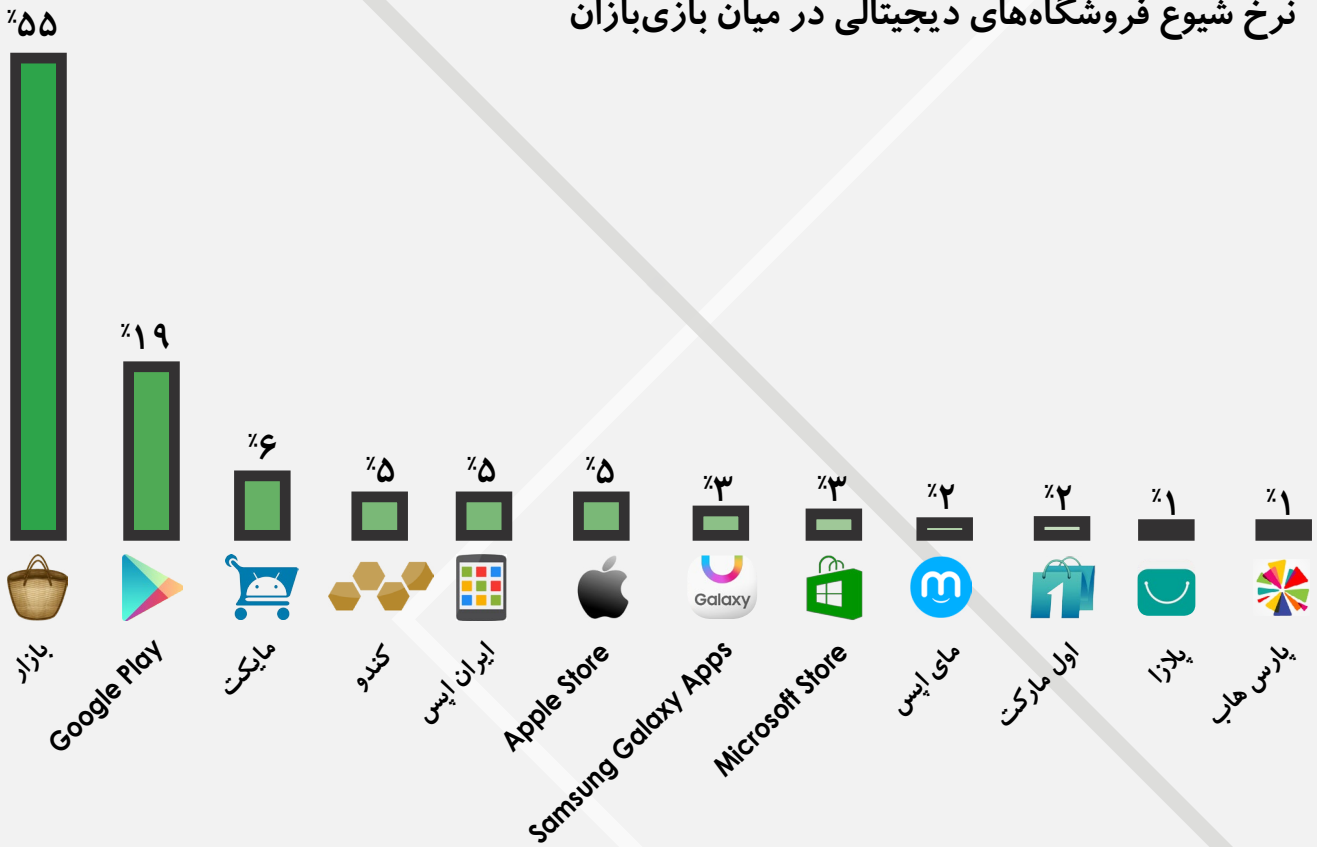 نرخ شیوع فروشگاه‌های دیجیتالی در میان بازی‌بازان
٪۵۵
٪۱۹
٪۶
٪۵
٪۵
٪۵
٪۳
٪۳
٪۲
٪۲
٪۱
٪۱
Galaxy
بازار
Google Play
مایکت
کندو
ایران اپس
Apple Store
Samsung Galaxy Apps
Microsoft Store
مای اپس
اول مارکت
پلازا
پارس هاب